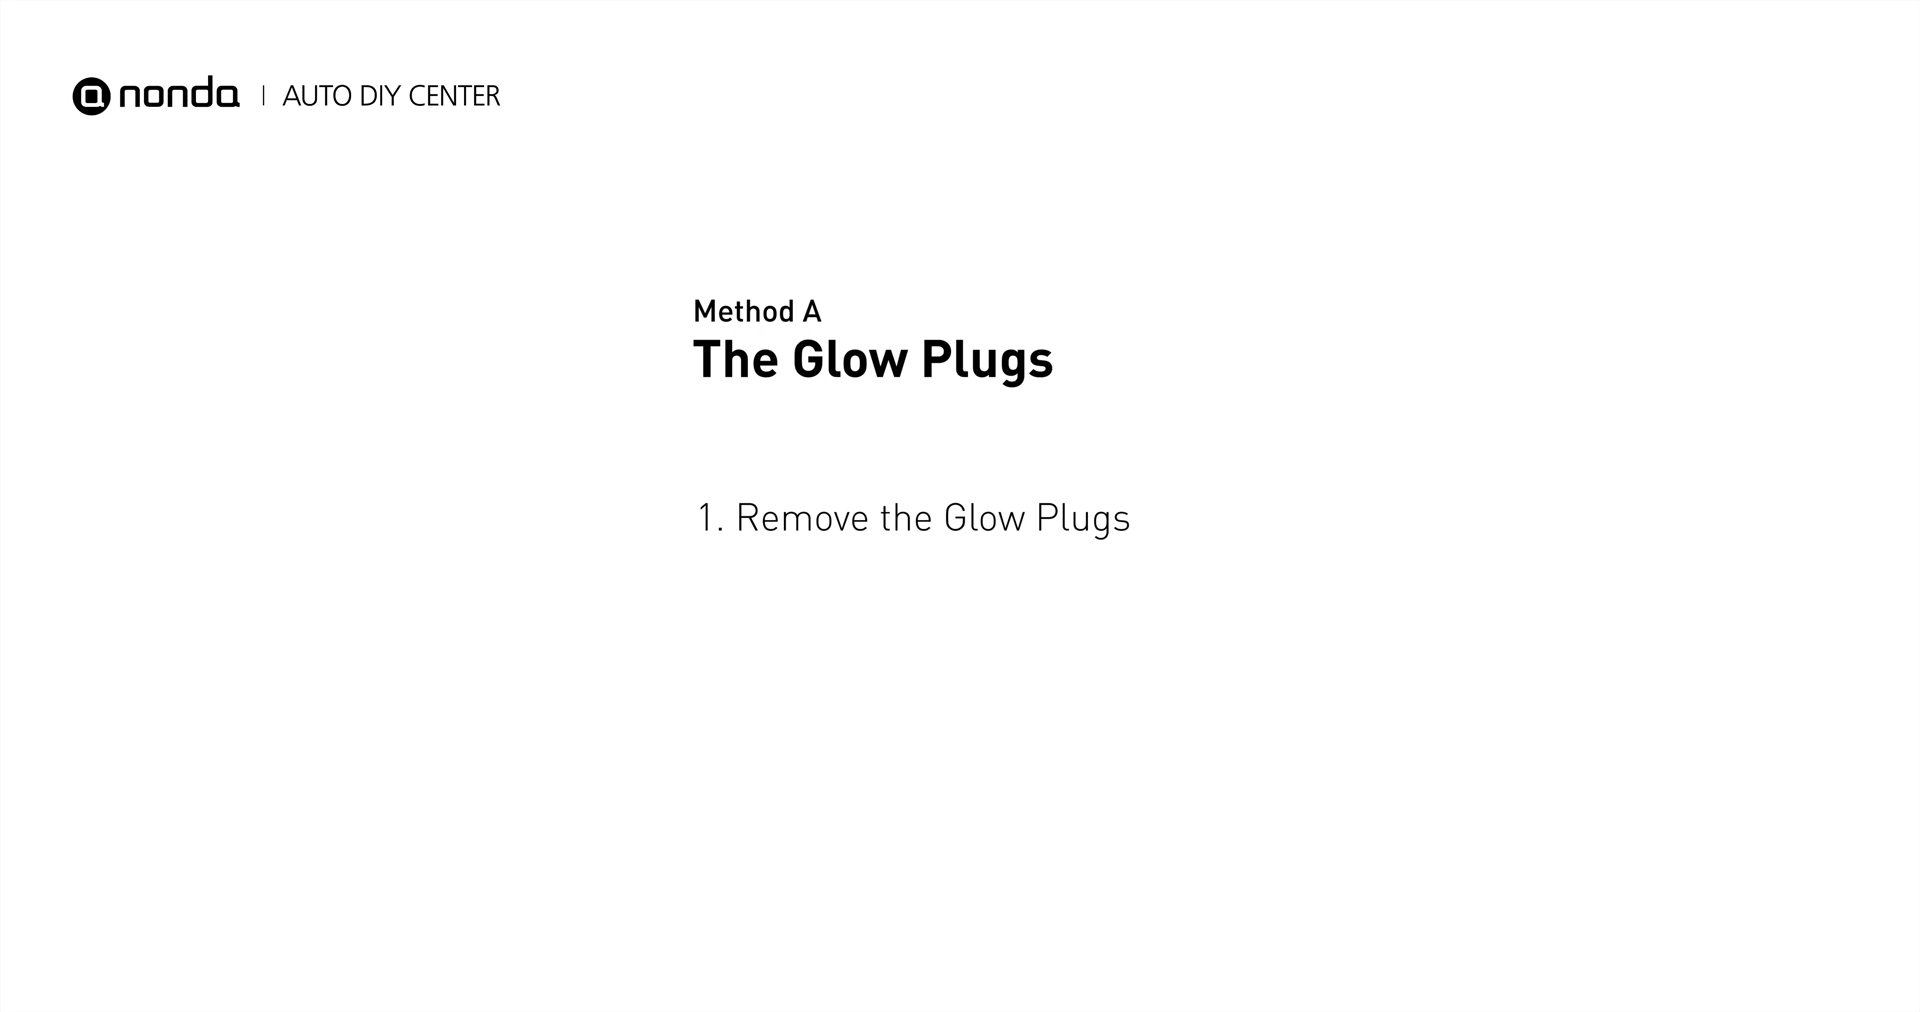 nonda | AUTO DIY CENTER
Method A
The Glow Plugs
1. Remove the Glow Plugs